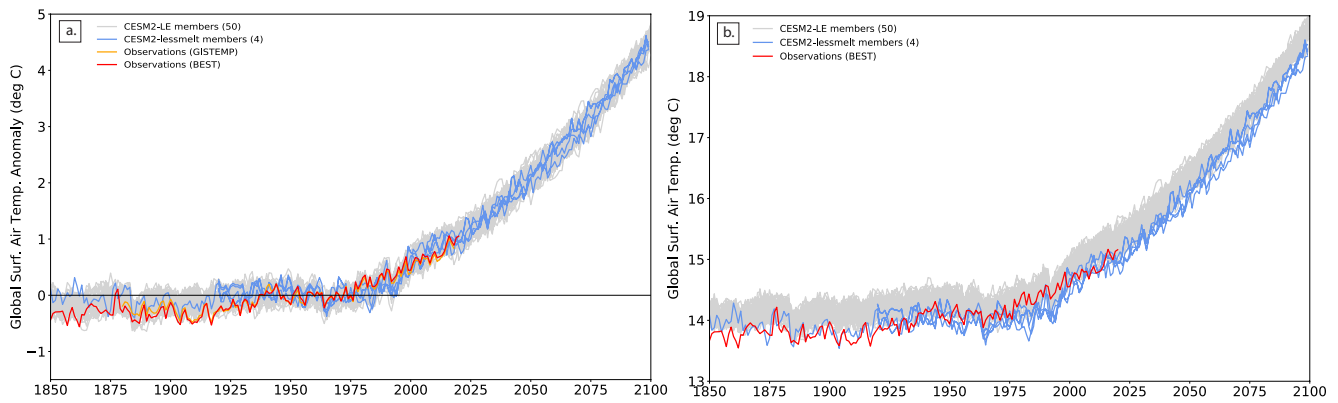 a.
CESM2-LE members (50)
CESM2-lessmelt members (4)
Observations (GISTEMP)
Observations (BEST)
Global Surf. Air Temp. Anomaly (deg C)
5
4
3
2
1
0
−1
1850 1875 1900 1925 1950 1975 2000 2025 2050 2075 2100
b.
CESM2-LE members (50)
CESM2-lessmelt members (4)
Observations (BEST)
Global Surf. Air Temp. (deg C)
19
18
17
16
15
14
13
1850 1875 1900 1925 1950 1975 2000 2025 2050 2075 2100